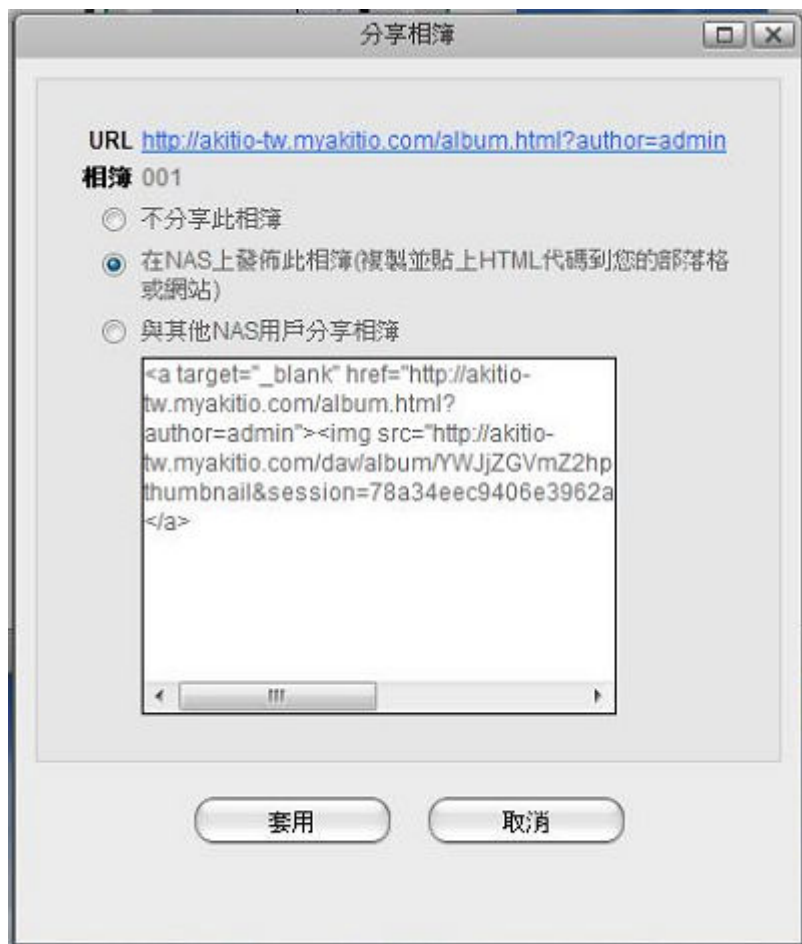 分享相簿
URL http://akitio-tw.myakitio.com/album.html?author=admin
相簿 001
不分享此相簿
在NAS上發佈此相簿(複製並貼上HTML代碼到您的部落格
或網站)
與其他NAS用戶分享相簿
<a target="_blank" href="http://akitio-
tw.myakitio.com/album.html?
author=admin"><img src="http://akitio-
tw.myakitio.com/dav/album/YWJjZGVmZ2hp
thumbnail&session=78a34eec9406e3962a
</a>
套用 取消